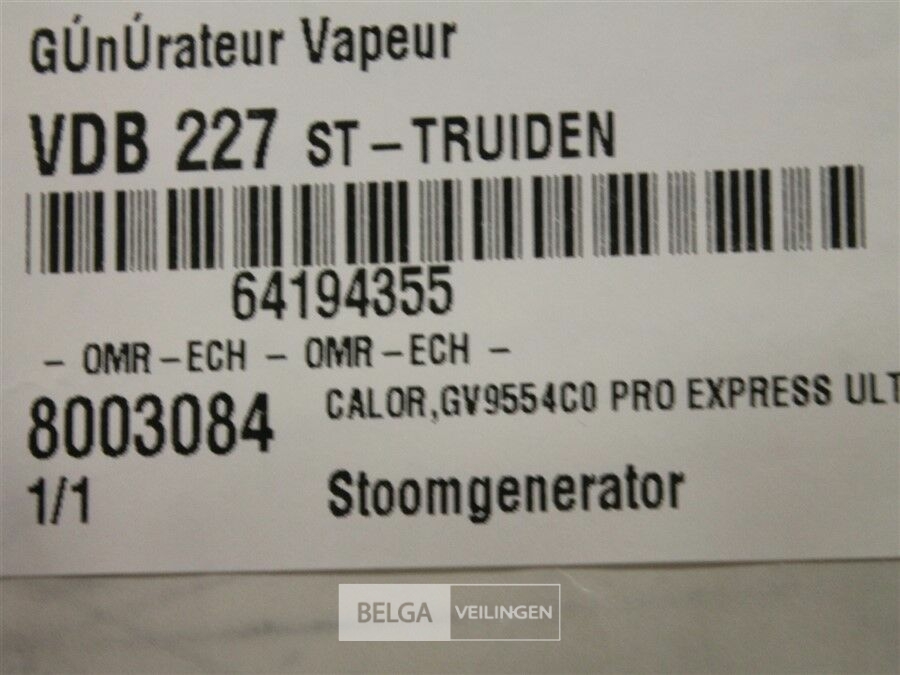 GÚnÚrateur Vapeur
VDB 227 ST-TRUIDEN
64194355
- OMR-ECH - OMR-ECH -
8003084 CALOR,GV9554C0 PRO EXPRESS ULT
1/1 Stoomgenerator
BELGA VEILINGEN